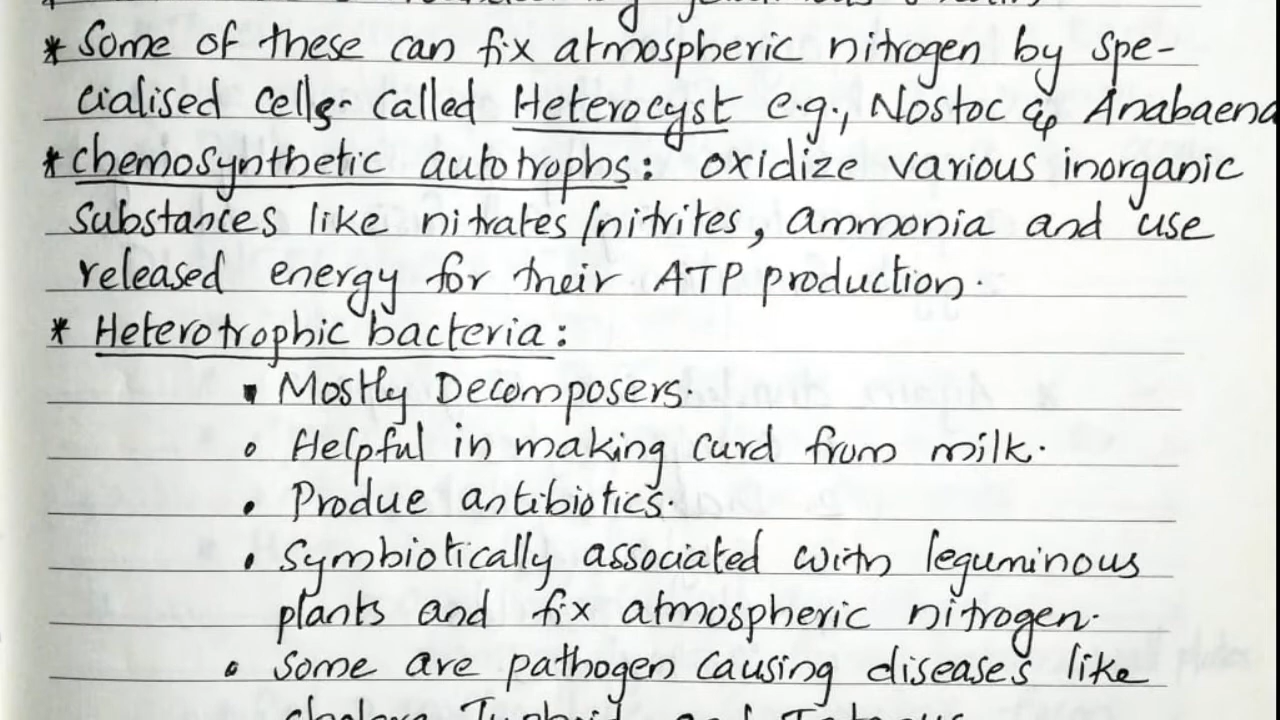 * Some of these can fix atmospheric nitrogen by spe-
cialised cells called Heterocyst e.g., Nostoc & Anabaena
* chemosynthetic autotrophs: oxidize various inorganic
substances like nitrates/nitrites, ammonia and use
released energy for their ATP production.
* Heterotrophic bacteria:
▪ Mostly Decomposers.
∘ Helpful in making curd from milk.
• Produe antibiotics.
• Symbiotically associated with leguminous
plants and fix atmospheric nitrogen.
• Some are pathogen causing diseases like